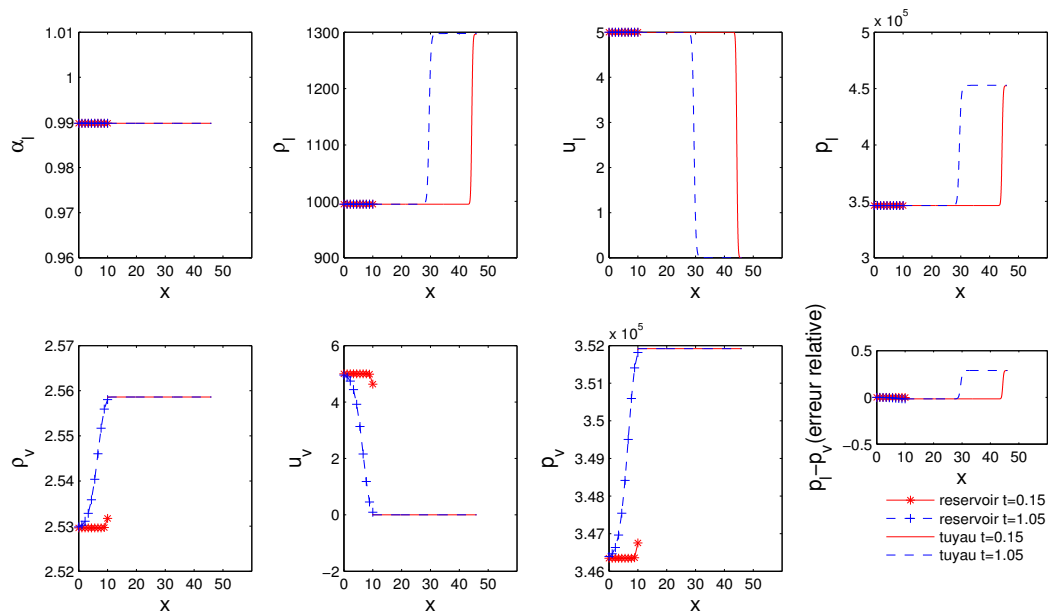 1.01
1
0.99
0.98
0.97
0.96
α_l
0 10 20 30 40 50
x
1300
1200
1100
1000
900
ρ_l
0 10 20 30 40 50
x
5
4
3
2
1
0
u_l
0 10 20 30 40 50
x
x 10^5
5
4.5
4
3.5
3
p_l
0 10 20 30 40 50
x
2.57
2.56
2.55
2.54
2.53
2.52
ρ_v
0 10 20 30 40 50
x
6
4
2
0
−2
u_v
0 10 20 30 40 50
x
x 10^5
3.52
3.51
3.5
3.49
3.48
3.47
3.46
p_v
0 10 20 30 40 50
x
0.5
0
−0.5
p_l−p_v(erreur relative)
0 10 20 30 40 50
x
reservoir t=0.15
reservoir t=1.05
tuyau t=0.15
tuyau t=1.05